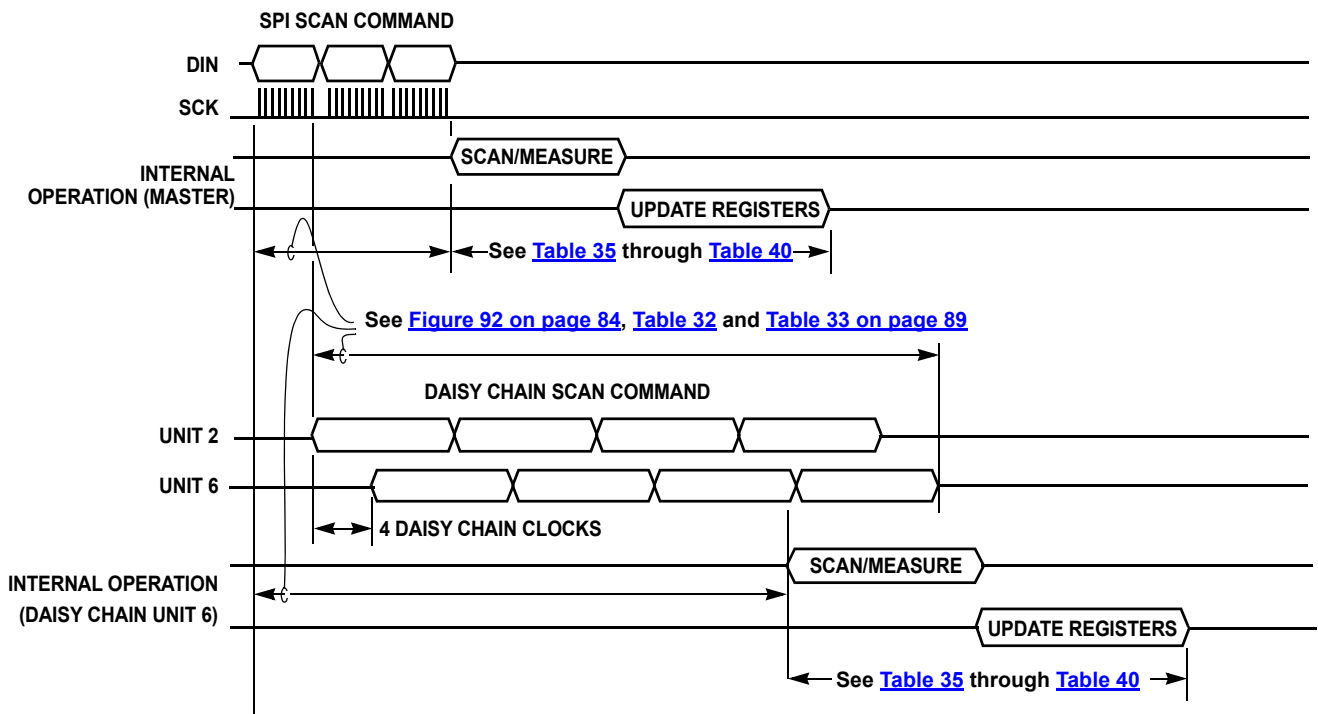 SPI SCAN COMMAND
DIN
SCK
SCAN/MEASURE
INTERNAL
OPERATION (MASTER)
UPDATE REGISTERS
See Table 35 through Table 40
See Figure 92 on page 84, Table 32 and Table 33 on page 89
DAISY CHAIN SCAN COMMAND
UNIT 2
UNIT 6
4 DAISY CHAIN CLOCKS
SCAN/MEASURE
INTERNAL OPERATION
(DAISY CHAIN UNIT 6)
UPDATE REGISTERS
See Table 35 through Table 40